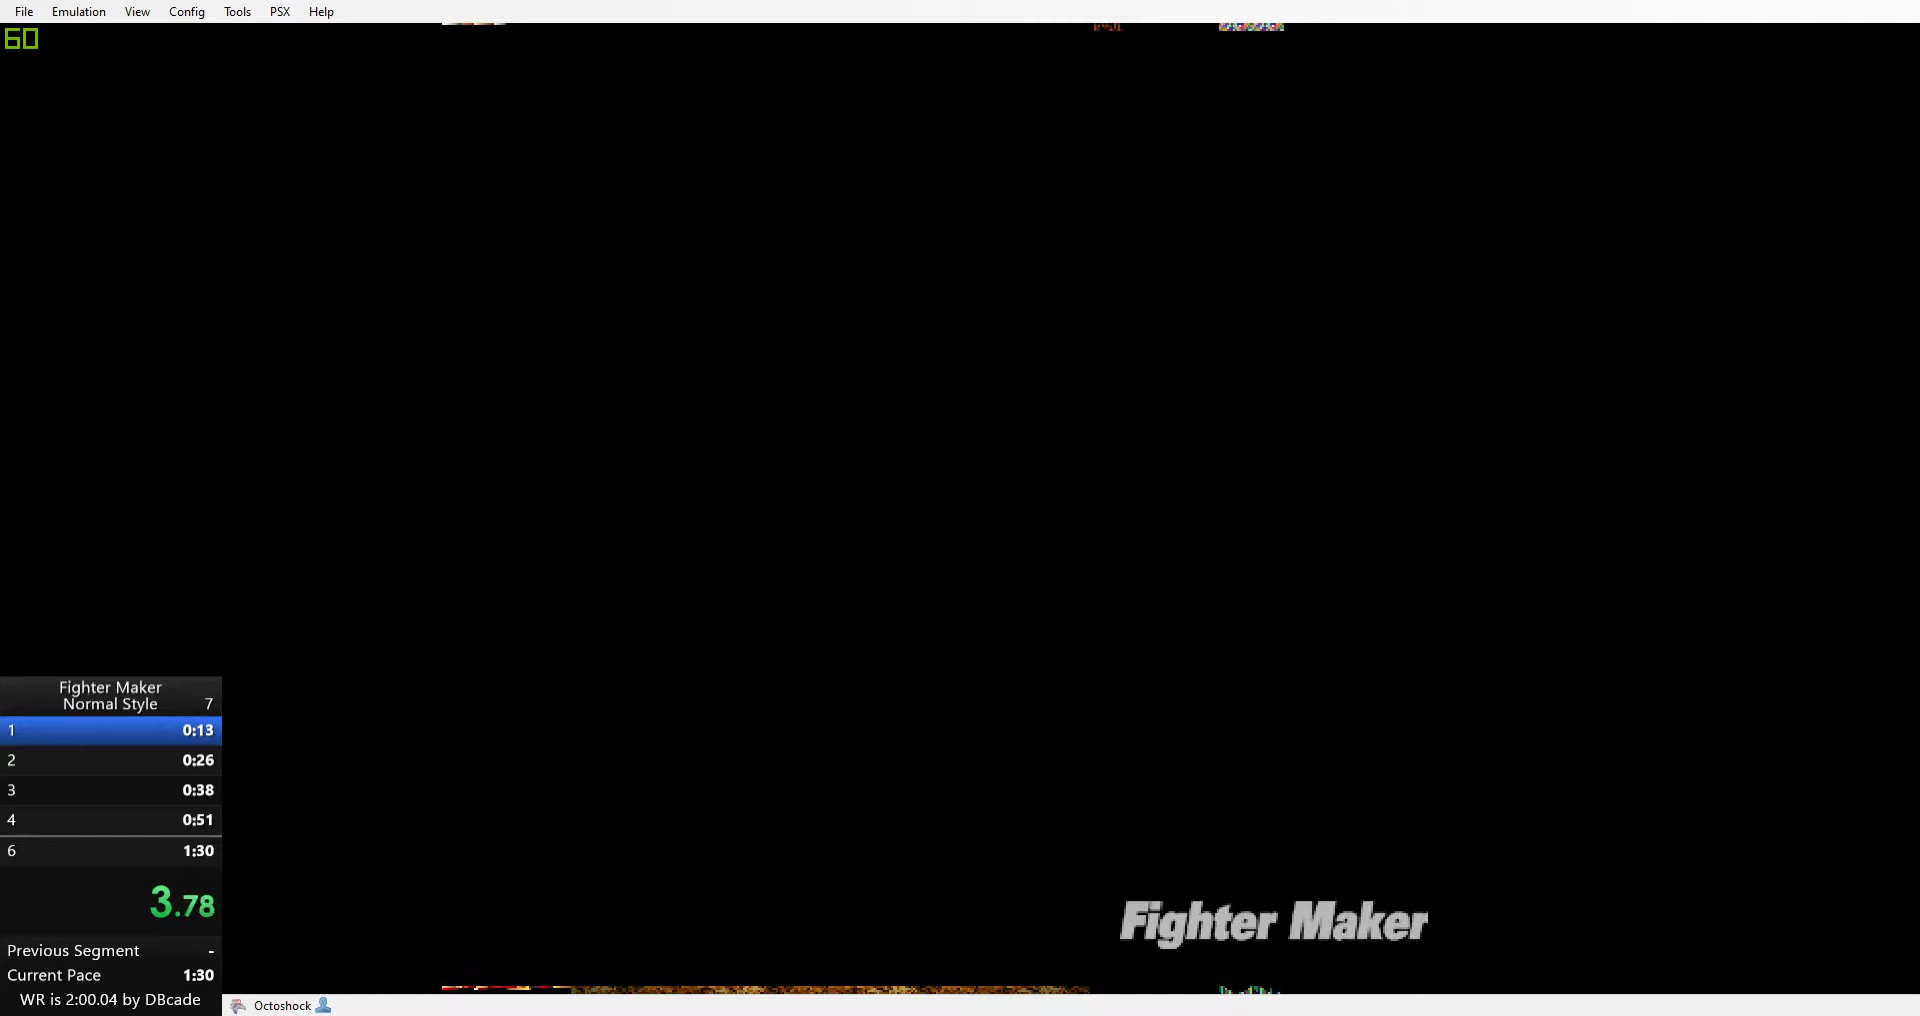 File Emulation View Config Tools PSX Help
60
Fighter Maker
Normal Style 7
1 0:13
2 0:26
3 0:38
4 0:51
6 1:30
3.78
Previous Segment -
Current Pace 1:30
WR is 2:00.04 by DBcade
Fighter Maker
Octoshock